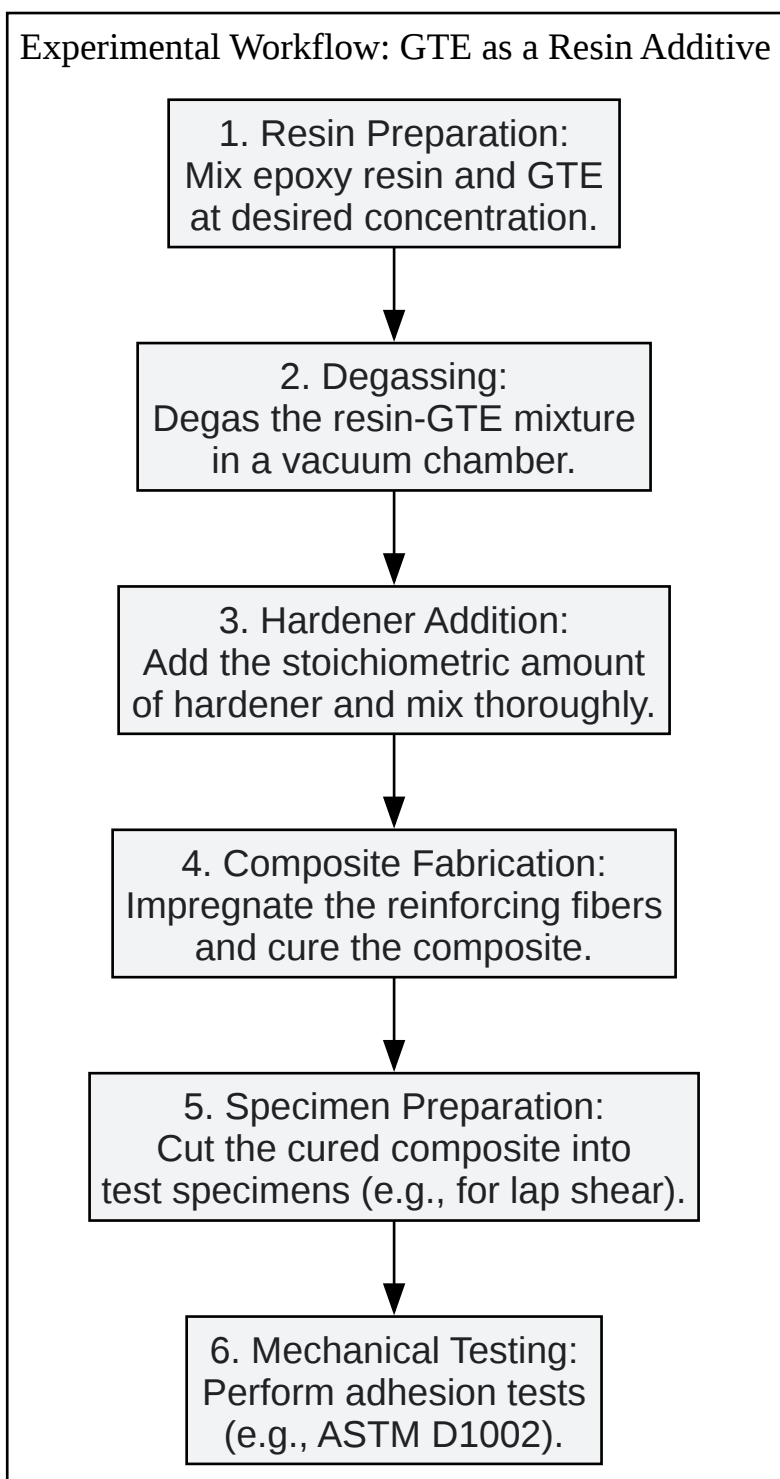 Experimental Workflow: GTE as a Resin Additive
1. Resin Preparation:
Mix epoxy resin and GTE
at desired concentration.
2. Degassing:
Degas the resin-GTE mixture
in a vacuum chamber.
3. Hardener Addition:
Add the stoichiometric amount
of hardener and mix thoroughly.
4. Composite Fabrication:
Impregnate the reinforcing fibers
and cure the composite.
5. Specimen Preparation:
Cut the cured composite into
test specimens (e.g., for lap shear).
6. Mechanical Testing:
Perform adhesion tests
(e.g., ASTM D1002).